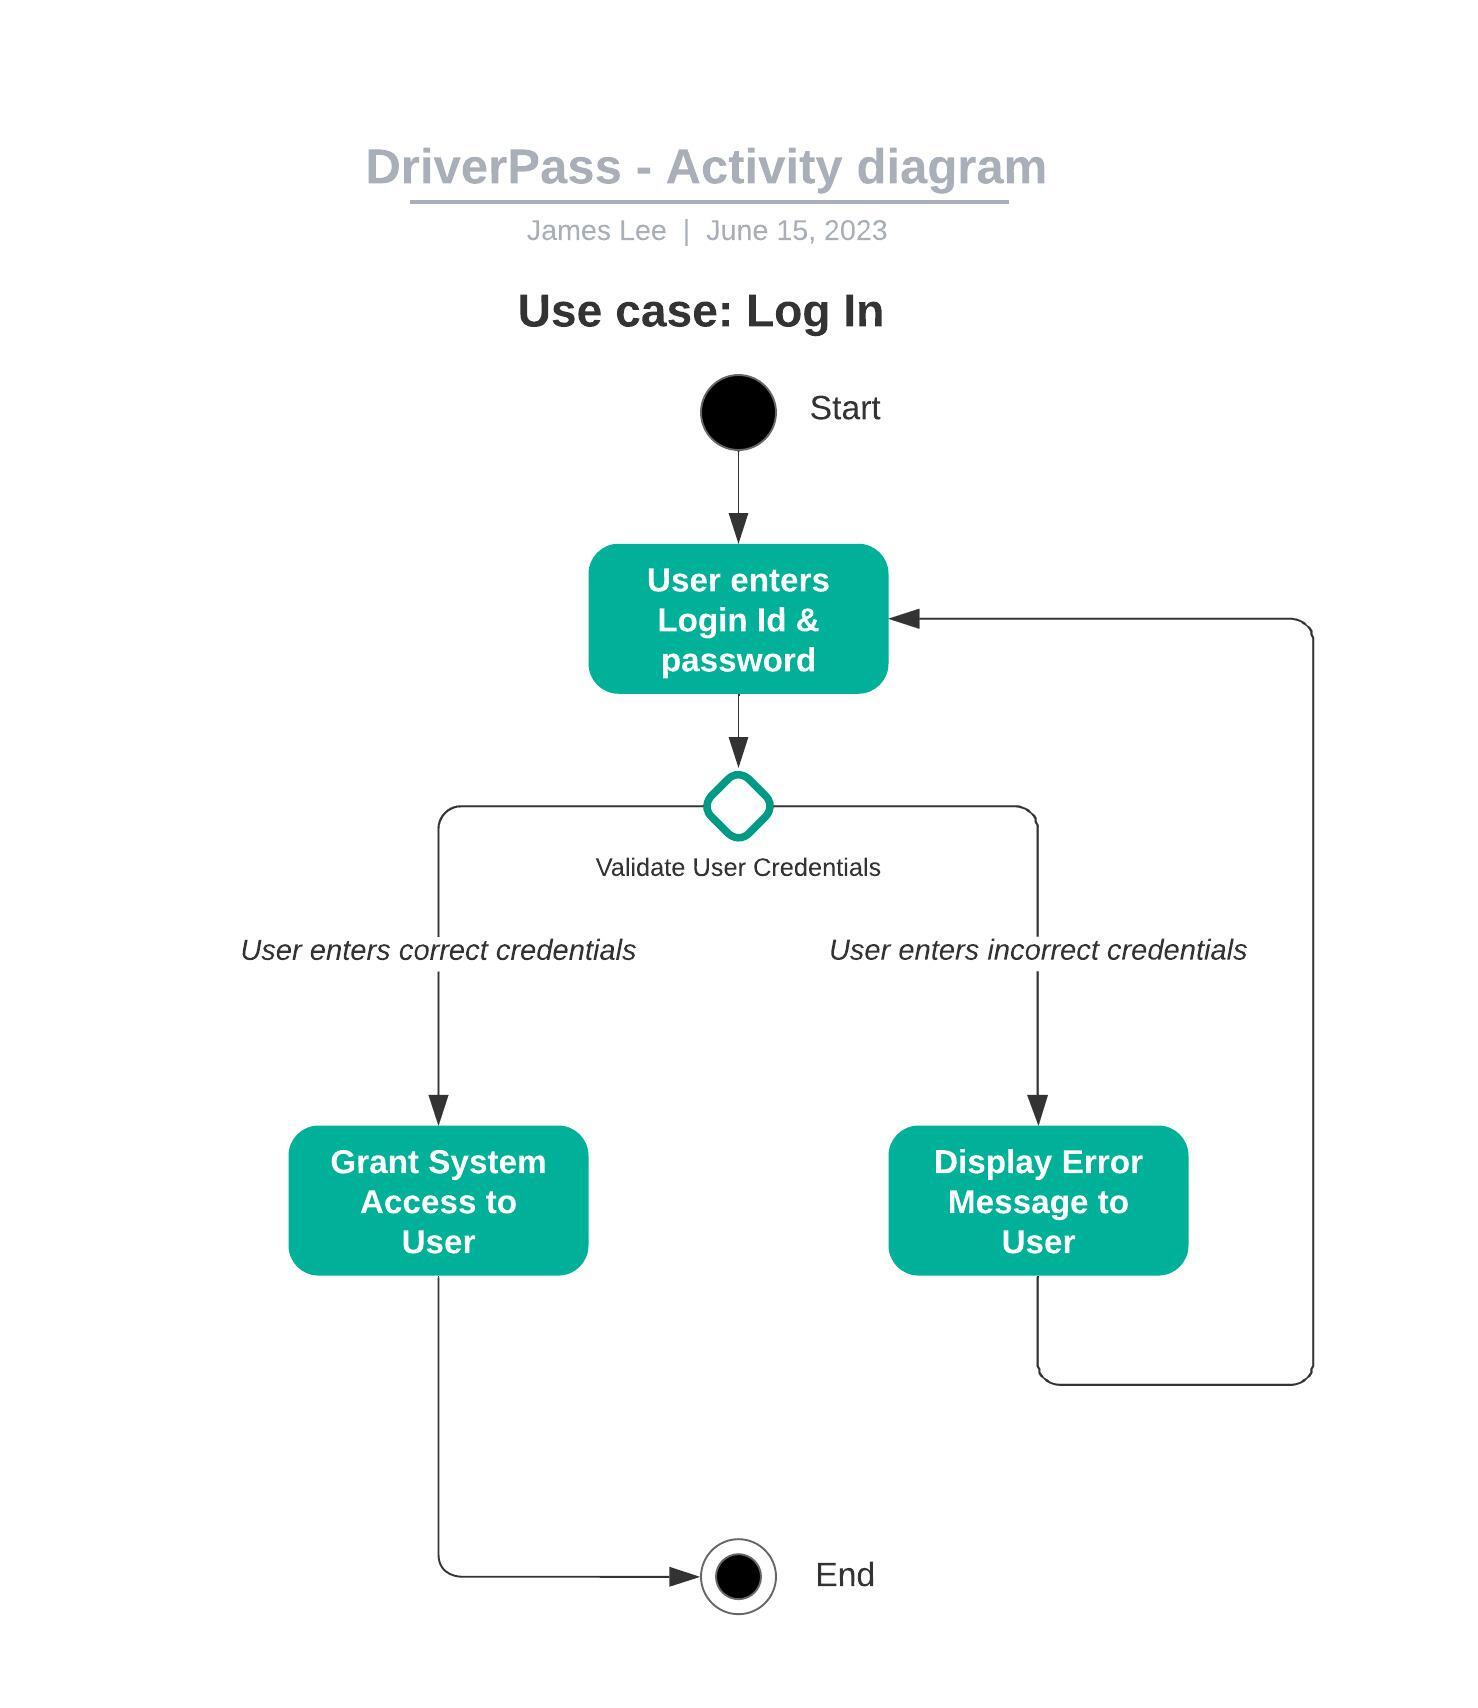 DriverPass - Activity diagram
James Lee | June 15, 2023
Use case: Log In
Start
User enters
Login Id &
password
Validate User Credentials
User enters correct credentials
User enters incorrect credentials
Grant System
Access to
User
Display Error
Message to
User
End